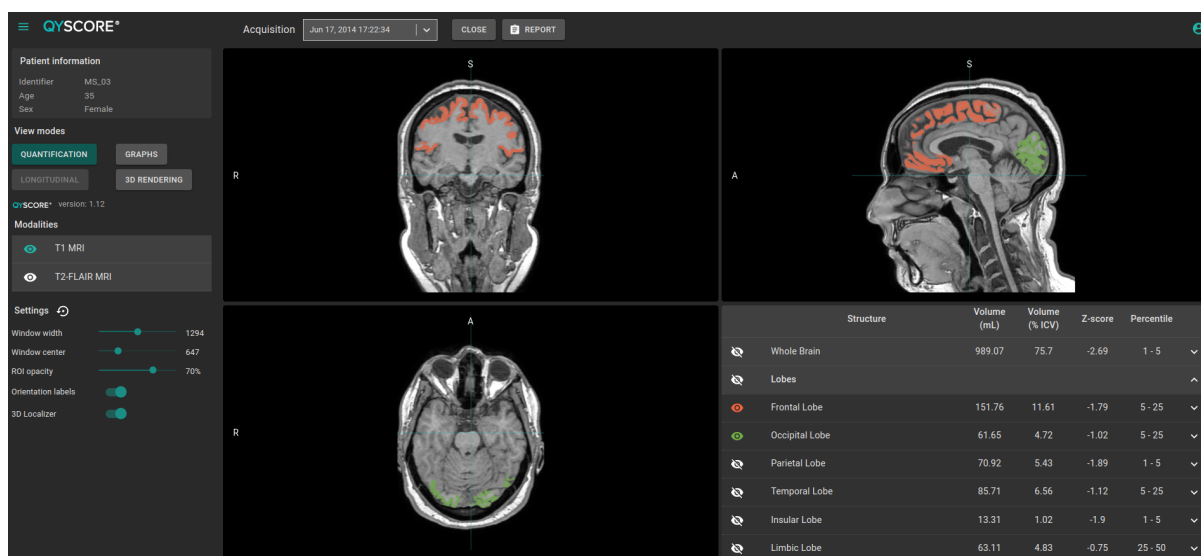 QYSCORE®
Acquisition Jun 17, 2014 17:22:34 CLOSE REPORT
Patient information
Identifier MS_03
Age 35
Sex Female
View modes
QUANTIFICATION GRAPHS
LONGITUDINAL 3D RENDERING
QYSCORE® version: 1.12
Modalities
T1 MRI
T2-FLAIR MRI
Settings
Window width 1294
Window center 647
ROI opacity 70%
Orientation labels
3D Localizer
S
R
S
A
A
R
Structure Volume (mL) Volume (% ICV) Z-score Percentile
Whole Brain 989.07 75.7 -2.69 1 - 5
Lobes
Frontal Lobe 151.76 11.61 -1.79 5 - 25
Occipital Lobe 61.65 4.72 -1.02 5 - 25
Parietal Lobe 70.92 5.43 -1.89 1 - 5
Temporal Lobe 85.71 6.56 -1.12 5 - 25
Insular Lobe 13.31 1.02 -1.9 1 - 5
Limbic Lobe 63.11 4.83 -0.75 25 - 50